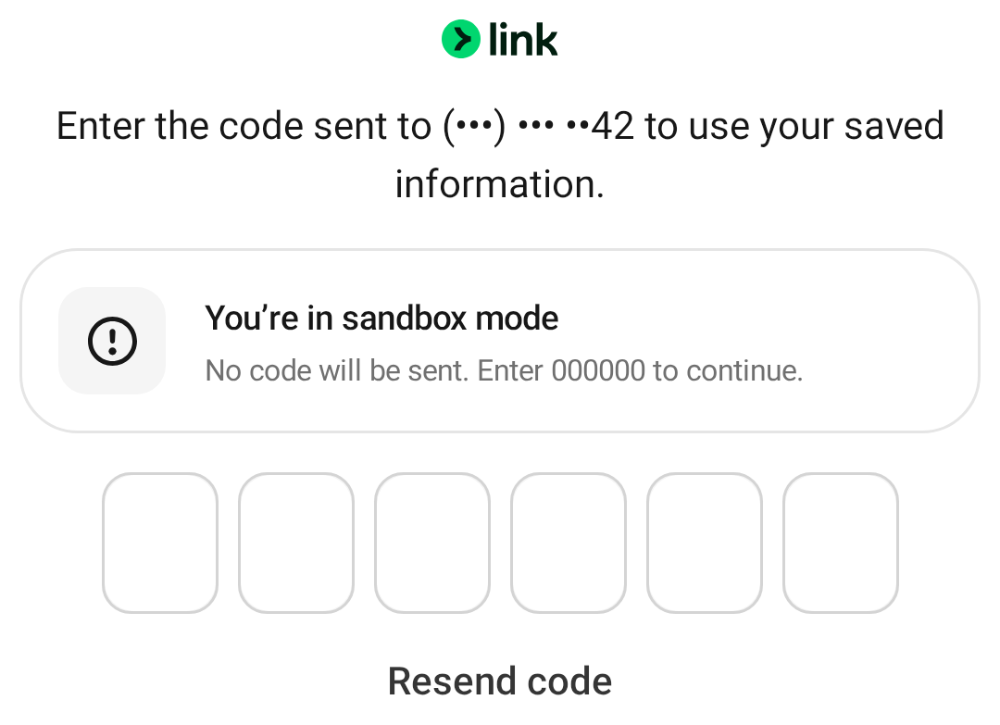 link
Enter the code sent to (•••) ••• ••42 to use your saved
information.
You’re in sandbox mode
No code will be sent. Enter 000000 to continue.
Resend code